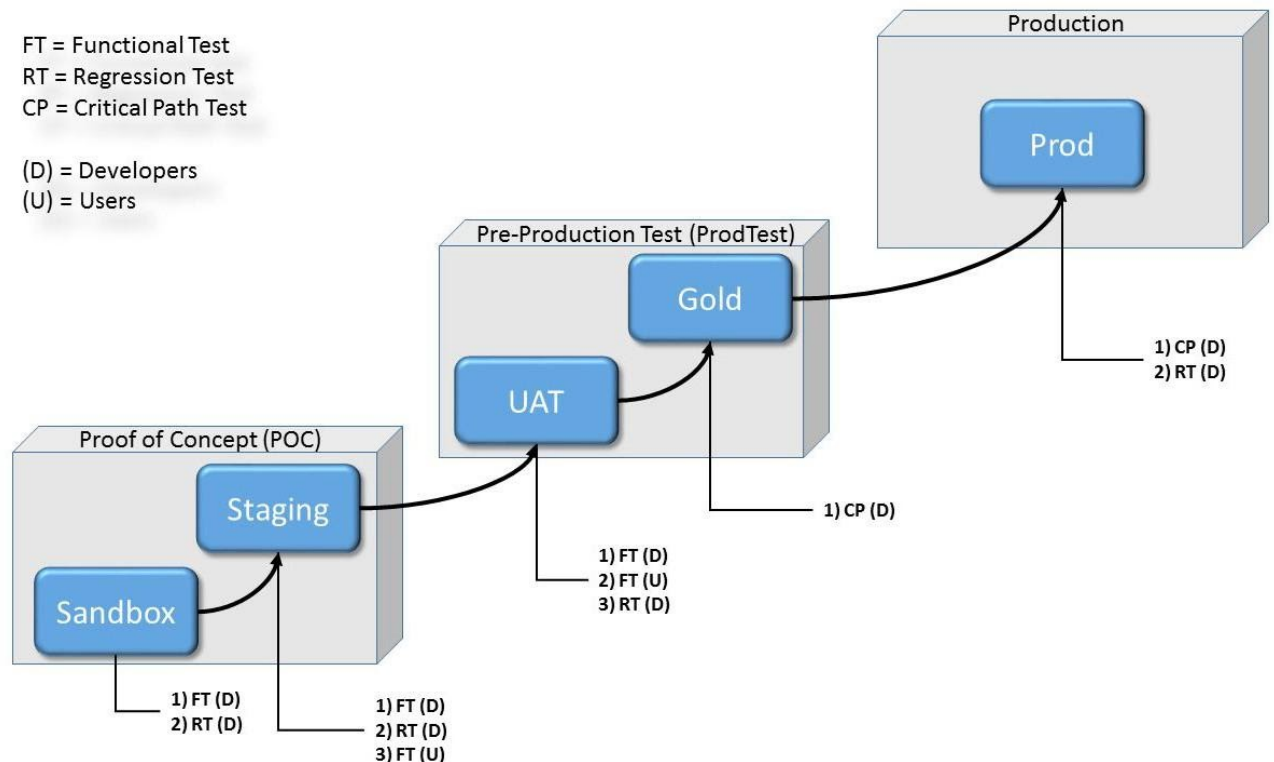 FT = Functional Test
RT = Regression Test
CP = Critical Path Test
(D) = Developers
(U) = Users
Production
Prod
1) CP (D)
2) RT (D)
Pre-Production Test (ProdTest)
Gold
UAT
1) CP (D)
1) FT (D)
2) FT (U)
3) RT (D)
Proof of Concept (POC)
Staging
Sandbox
1) FT (D)
2) RT (D)
1) FT (D)
2) RT (D)
3) FT (U)